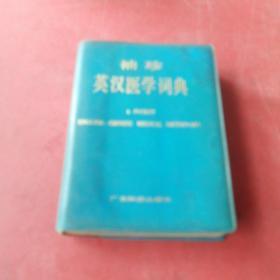 袖珍
英汉医学词典
A POCKET
ENGLISH-CHINESE MEDICAL DICTIONARY